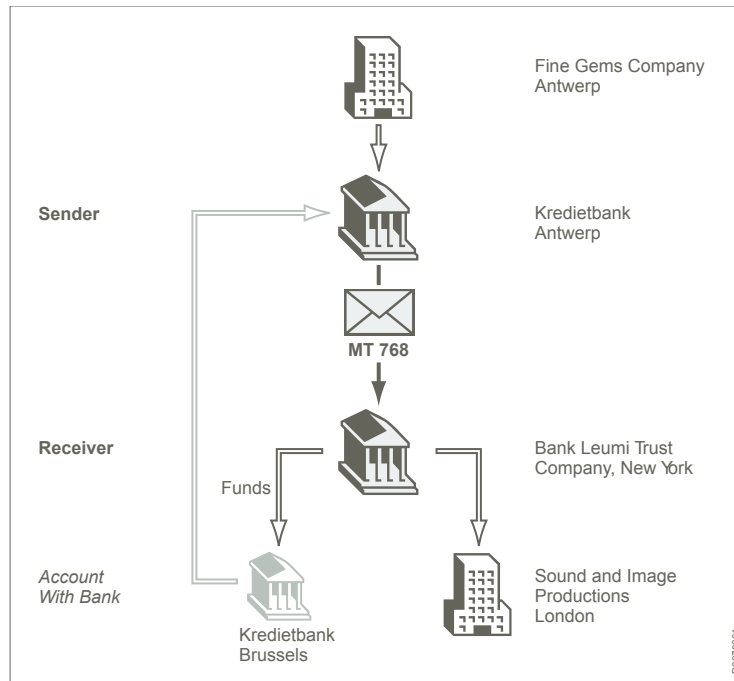 Fine Gems Company
Antwerp
Sender
Kredietbank
Antwerp
MT 768
Receiver
Bank Leumi Trust
Company, New York
Funds
Account
With Bank
Sound and Image
Productions
London
Kredietbank
Brussels